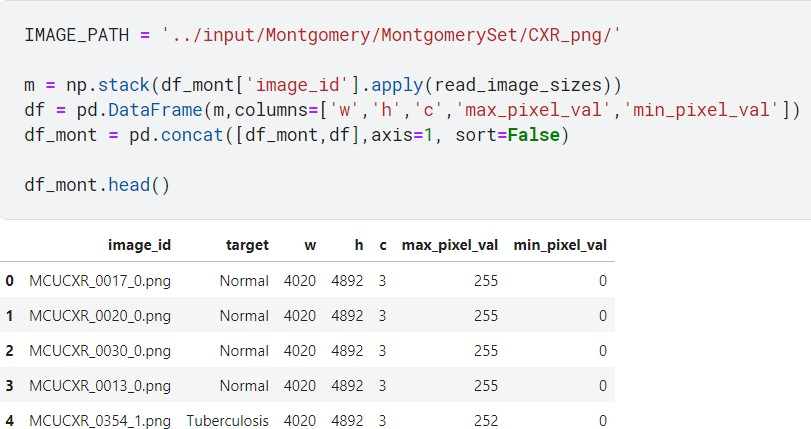 IMAGE_PATH = '../input/Montgomery/MontgomerySet/CXR_png/'
m = np.stack(df_mont['image_id'].apply(read_image_sizes))
df = pd.DataFrame(m,columns=['w','h','c','max_pixel_val','min_pixel_val'])
df_mont = pd.concat([df_mont,df],axis=1, sort=False)
df_mont.head()
image_id target w h c max_pixel_val min_pixel_val
0 MCUCXR_0017_0.png Normal 4020 4892 3 255 0
1 MCUCXR_0020_0.png Normal 4020 4892 3 255 0
2 MCUCXR_0030_0.png Normal 4020 4892 3 255 0
3 MCUCXR_0013_0.png Normal 4020 4892 3 255 0
4 MCUCXR_0354_1.png Tuberculosis 4020 4892 3 252 0